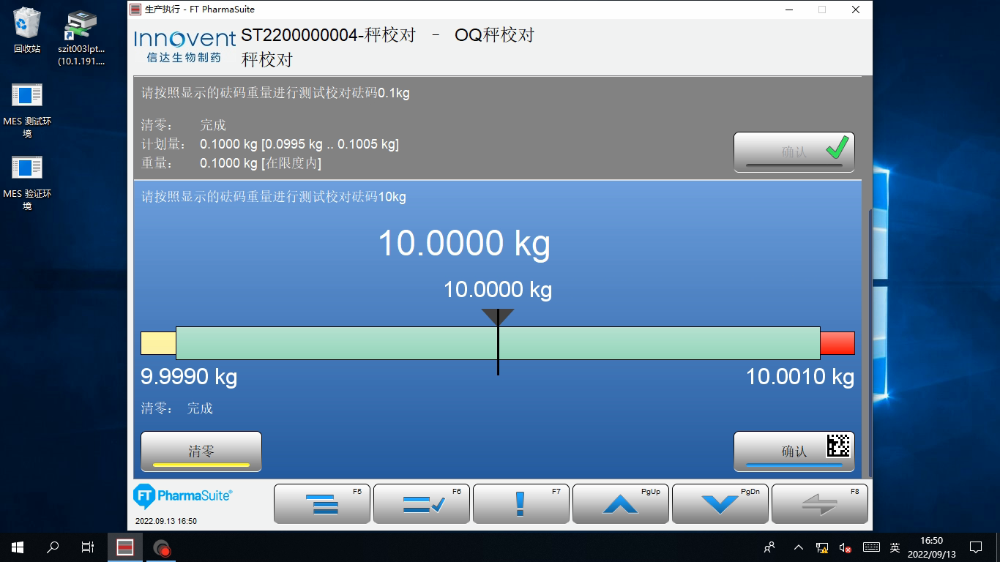 生产执行 - FT PharmaSuite
回收站
szit003lpt...
(10.1.191....
MES 测试环
境
MES 验证环
境
Innovent
信达生物制药
ST2200000004-秤校对 - OQ秤校对
秤校对
请按照显示的砝码重量进行测试校对砝码0.1kg
清零： 完成
计划量： 0.1000 kg [0.0995 kg .. 0.1005 kg]
重量： 0.1000 kg [在限度内]
确认
请按照显示的砝码重量进行测试校对砝码10kg
10.0000 kg
10.0000 kg
9.9990 kg
10.0010 kg
清零： 完成
清零
确认
FT PharmaSuite®
2022.09.13 16:50
F5
F6
F7
PgUp
PgDn
F8
英
16:50
2022/09/13